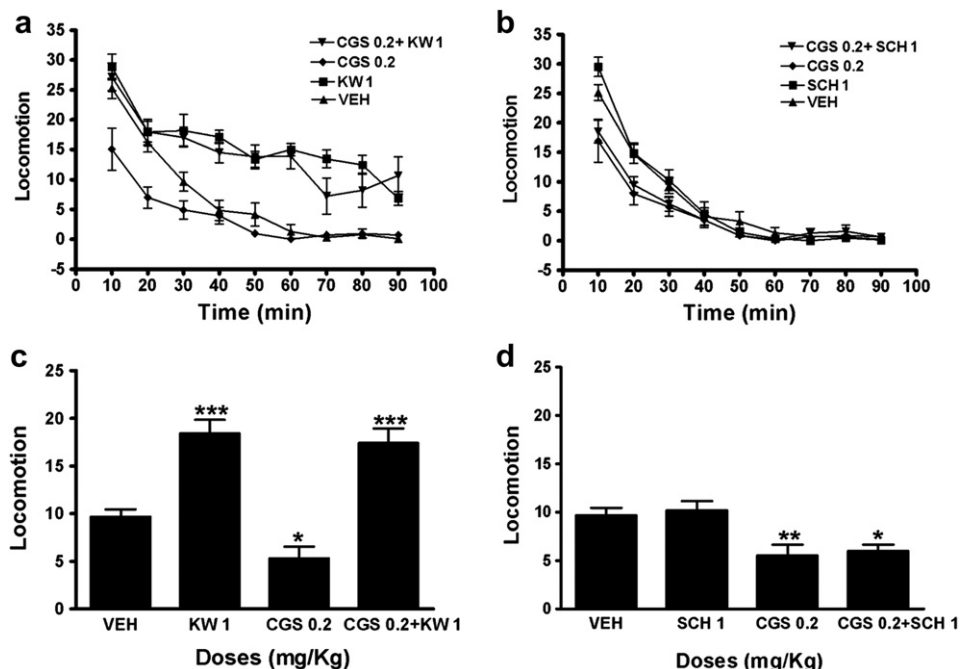 a
Locomotion
35
30
25
20
15
10
5
0
-5
0 10 20 30 40 50 60 70 80 90 100
Time (min)
CGS 0.2+ KW 1
CGS 0.2
KW 1
VEH
b
Locomotion
35
30
25
20
15
10
5
0
-5
0 10 20 30 40 50 60 70 80 90 100
Time (min)
CGS 0.2+ SCH 1
CGS 0.2
SCH 1
VEH
c
Locomotion
25
20
15
10
5
0
***
*
***
VEH KW 1 CGS 0.2 CGS 0.2+KW 1
Doses (mg/Kg)
d
Locomotion
25
20
15
10
5
0
**
*
VEH SCH 1 CGS 0.2 CGS 0.2+SCH 1
Doses (mg/Kg)